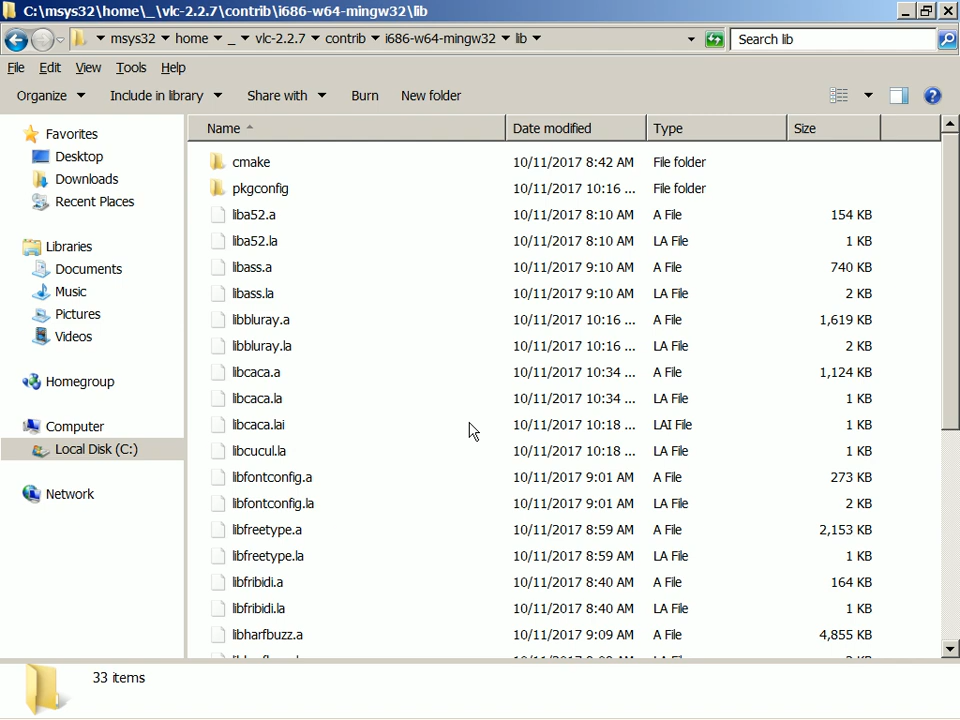 C:\msys32\home\_\vlc-2.2.7\contrib\i686-w64-mingw32\lib
msys32 home _ vlc-2.2.7 contrib i686-w64-mingw32 lib Search lib
File Edit View Tools Help
Organize Include in library Share with Burn New folder
Favorites
Desktop
Downloads
Recent Places
Libraries
Documents
Music
Pictures
Videos
Homegroup
Computer
Local Disk (C:)
Network
Name Date modified Type Size
cmake 10/11/2017 8:42 AM File folder
pkgconfig 10/11/2017 10:16 ... File folder
liba52.a 10/11/2017 8:10 AM A File 154 KB
liba52.la 10/11/2017 8:10 AM LA File 1 KB
libass.a 10/11/2017 9:10 AM A File 740 KB
libass.la 10/11/2017 9:10 AM LA File 2 KB
libbluray.a 10/11/2017 10:16 ... A File 1,619 KB
libbluray.la 10/11/2017 10:16 ... LA File 2 KB
libcaca.a 10/11/2017 10:34 ... A File 1,124 KB
libcaca.la 10/11/2017 10:34 ... LA File 1 KB
libcaca.lai 10/11/2017 10:18 ... LAI File 1 KB
libcucul.la 10/11/2017 10:18 ... LA File 1 KB
libfontconfig.a 10/11/2017 9:01 AM A File 273 KB
libfontconfig.la 10/11/2017 9:01 AM LA File 2 KB
libfreetype.a 10/11/2017 8:59 AM A File 2,153 KB
libfreetype.la 10/11/2017 8:59 AM LA File 1 KB
libfribidi.a 10/11/2017 8:40 AM A File 164 KB
libfribidi.la 10/11/2017 8:40 AM LA File 1 KB
libharfbuzz.a 10/11/2017 9:09 AM A File 4,855 KB
33 items